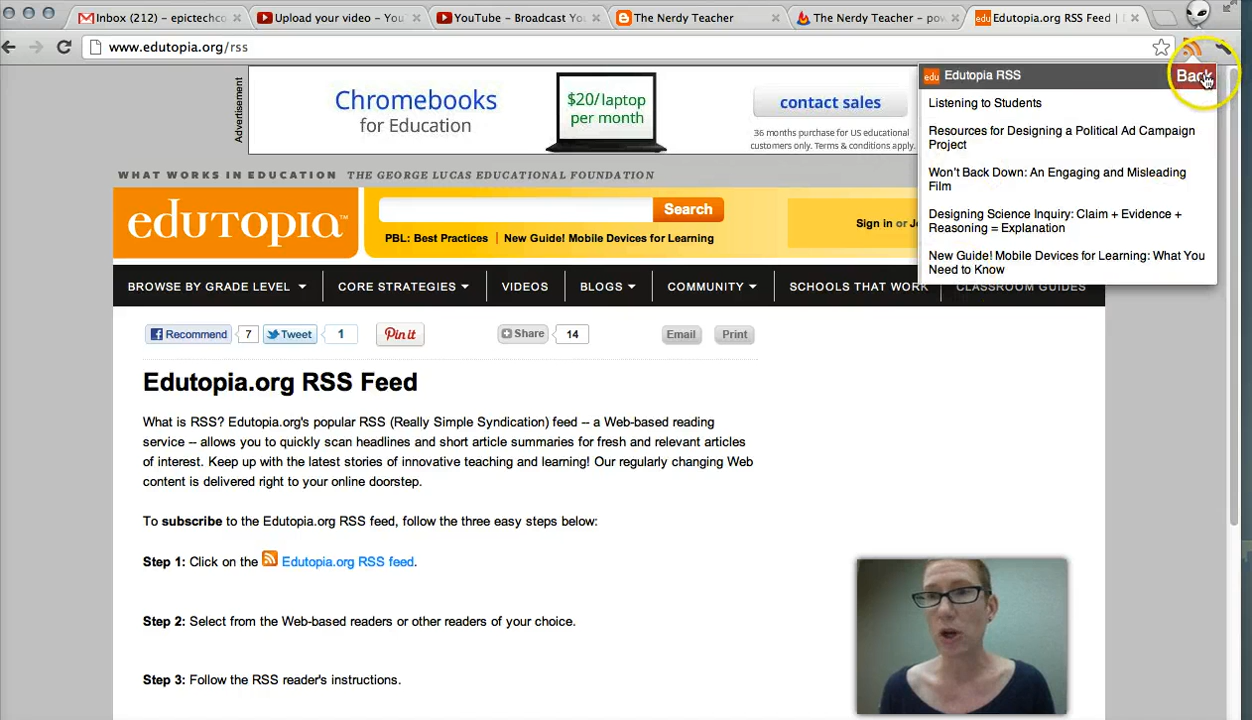 Inbox (212) – epictechco
Upload your video – You
YouTube – Broadcast You
The Nerdy Teacher
The Nerdy Teacher – pow
Edutopia.org RSS Feed |
www.edutopia.org/rss
Advertisement
Chromebooks
for Education
$20/laptop
per month
contact sales
36 months purchase for US educational
customers only. Terms & conditions apply.
Edutopia RSS
Back
Listening to Students
Resources for Designing a Political Ad Campaign
Project
Won't Back Down: An Engaging and Misleading
Film
Designing Science Inquiry: Claim + Evidence +
Reasoning = Explanation
New Guide! Mobile Devices for Learning: What You
Need to Know
WHAT WORKS IN EDUCATION THE GEORGE LUCAS EDUCATIONAL FOUNDATION
edutopia™
Search
PBL: Best Practices | New Guide! Mobile Devices for Learning
Sign in or Jo
BROWSE BY GRADE LEVEL
CORE STRATEGIES
VIDEOS
BLOGS
COMMUNITY
SCHOOLS THAT WORK
CLASSROOM GUIDES
Recommend 7
Tweet 1
Pin it
Share 14
Email
Print
Edutopia.org RSS Feed
What is RSS? Edutopia.org's popular RSS (Really Simple Syndication) feed -- a Web-based reading
service -- allows you to quickly scan headlines and short article summaries for fresh and relevant articles
of interest. Keep up with the latest stories of innovative teaching and learning! Our regularly changing Web
content is delivered right to your online doorstep.
To subscribe to the Edutopia.org RSS feed, follow the three easy steps below:
Step 1: Click on the Edutopia.org RSS feed.
Step 2: Select from the Web-based readers or other readers of your choice.
Step 3: Follow the RSS reader's instructions.